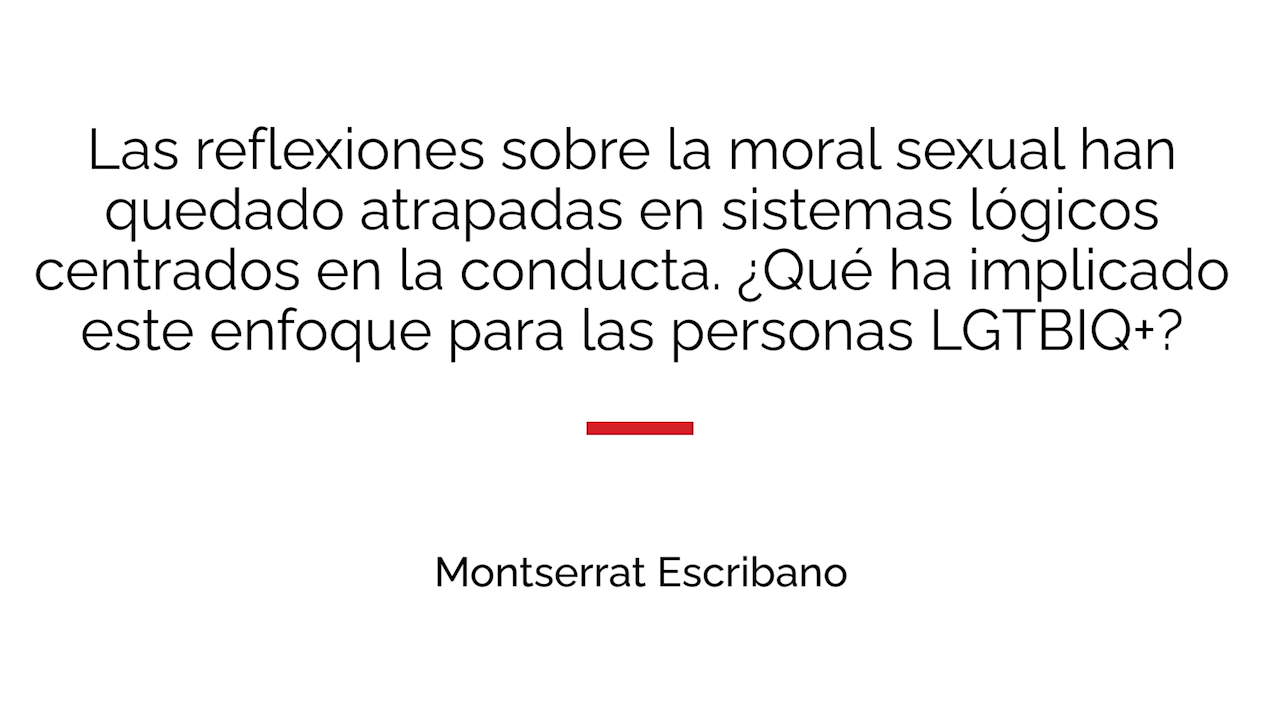 Las reflexiones sobre la moral sexual han
quedado atrapadas en sistemas lógicos
centrados en la conducta. ¿Qué ha implicado
este enfoque para las personas LGTBIQ+?
Montserrat Escribano